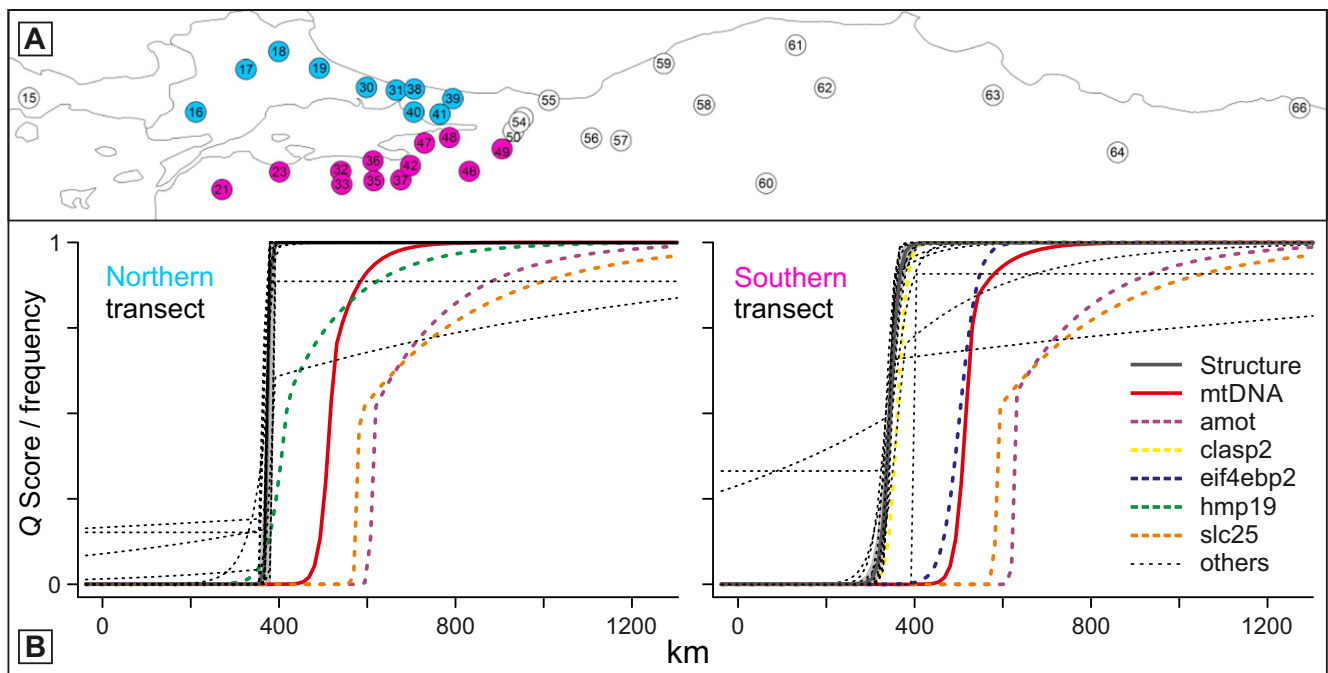 A
15
16
17
18
19
30
31
38
39
40
41
21
23
32
33
36
35
37
42
47
48
46
49
50
54
55
56
57
58
59
60
61
62
63
64
66
1
Northern
transect
Q Score / frequency
0
0
400
800
1200
Southern
transect
Structure
mtDNA
amot
clasp2
eif4ebp2
hmp19
slc25
others
0
400
800
1200
km
B